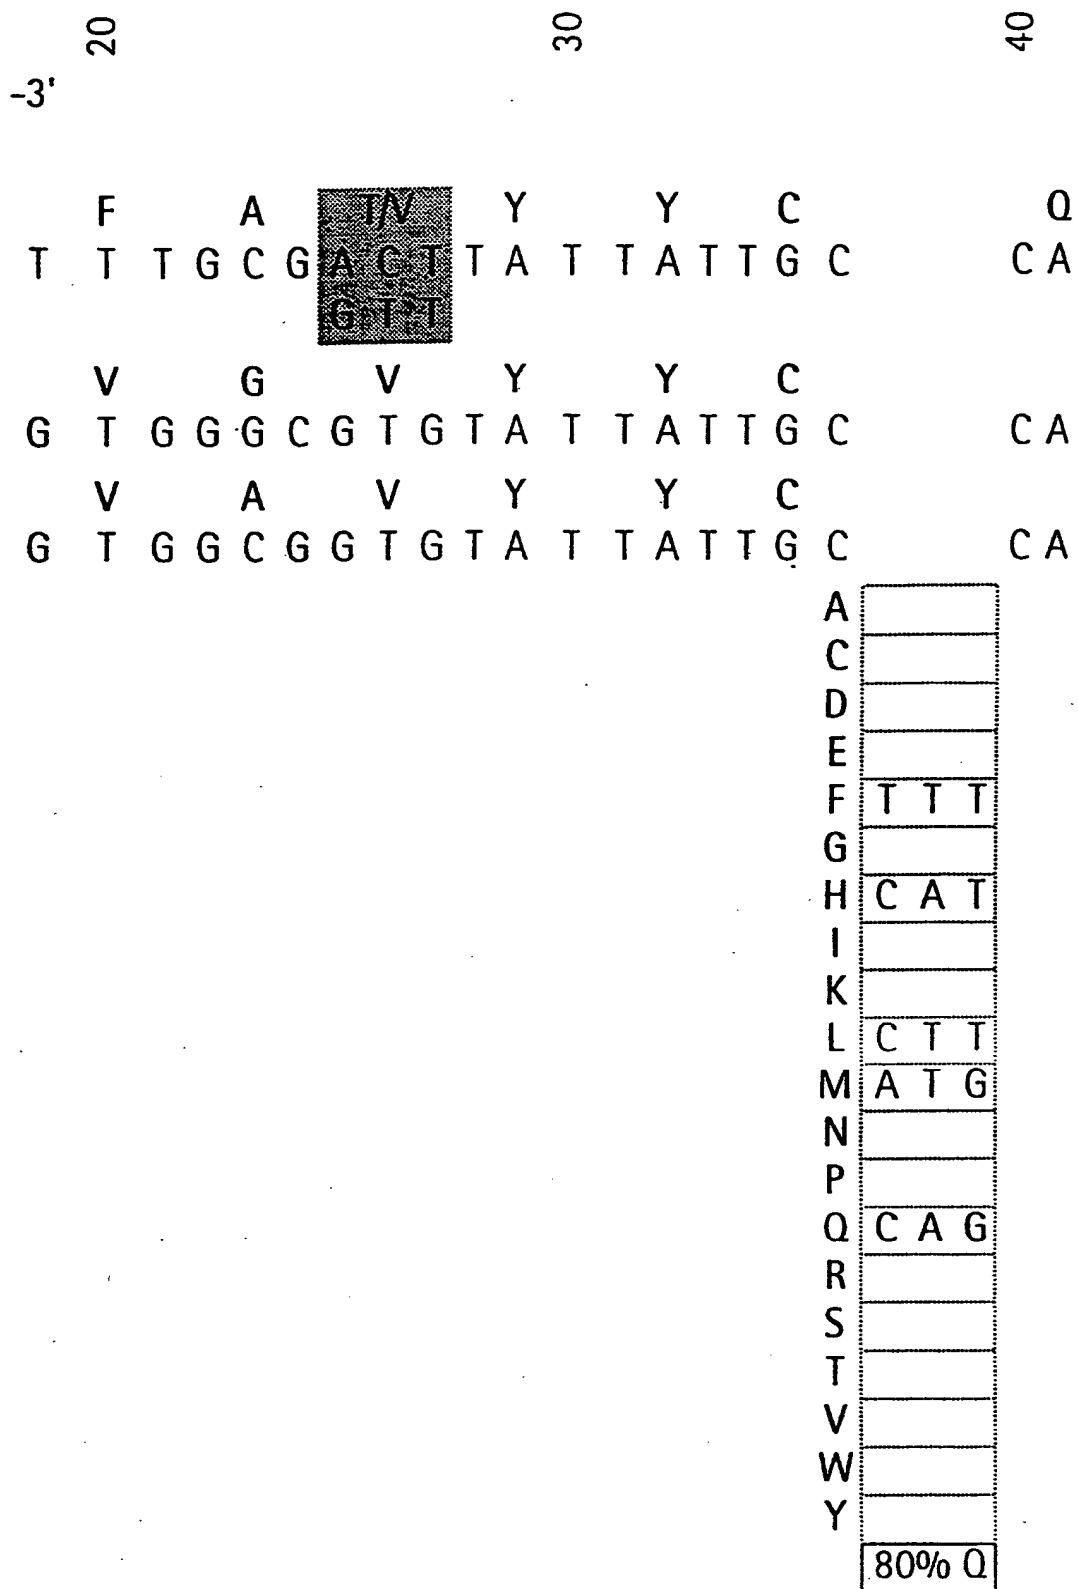 20 30 40
-3'
F A T/V Y Y C Q
T T T G C G A C T T A T T A T T G C C A
G T T
V G V Y Y C
G T G G G C G T G T A T T A T T G C C A
V A V Y Y C
G T G G C G G T G T A T T A T T G C C A
A
C
D
E
F T T T
G
H C A T
I
K
L C T T
M A T G
N
P
Q C A G
R
S
T
V
W
Y
80% Q